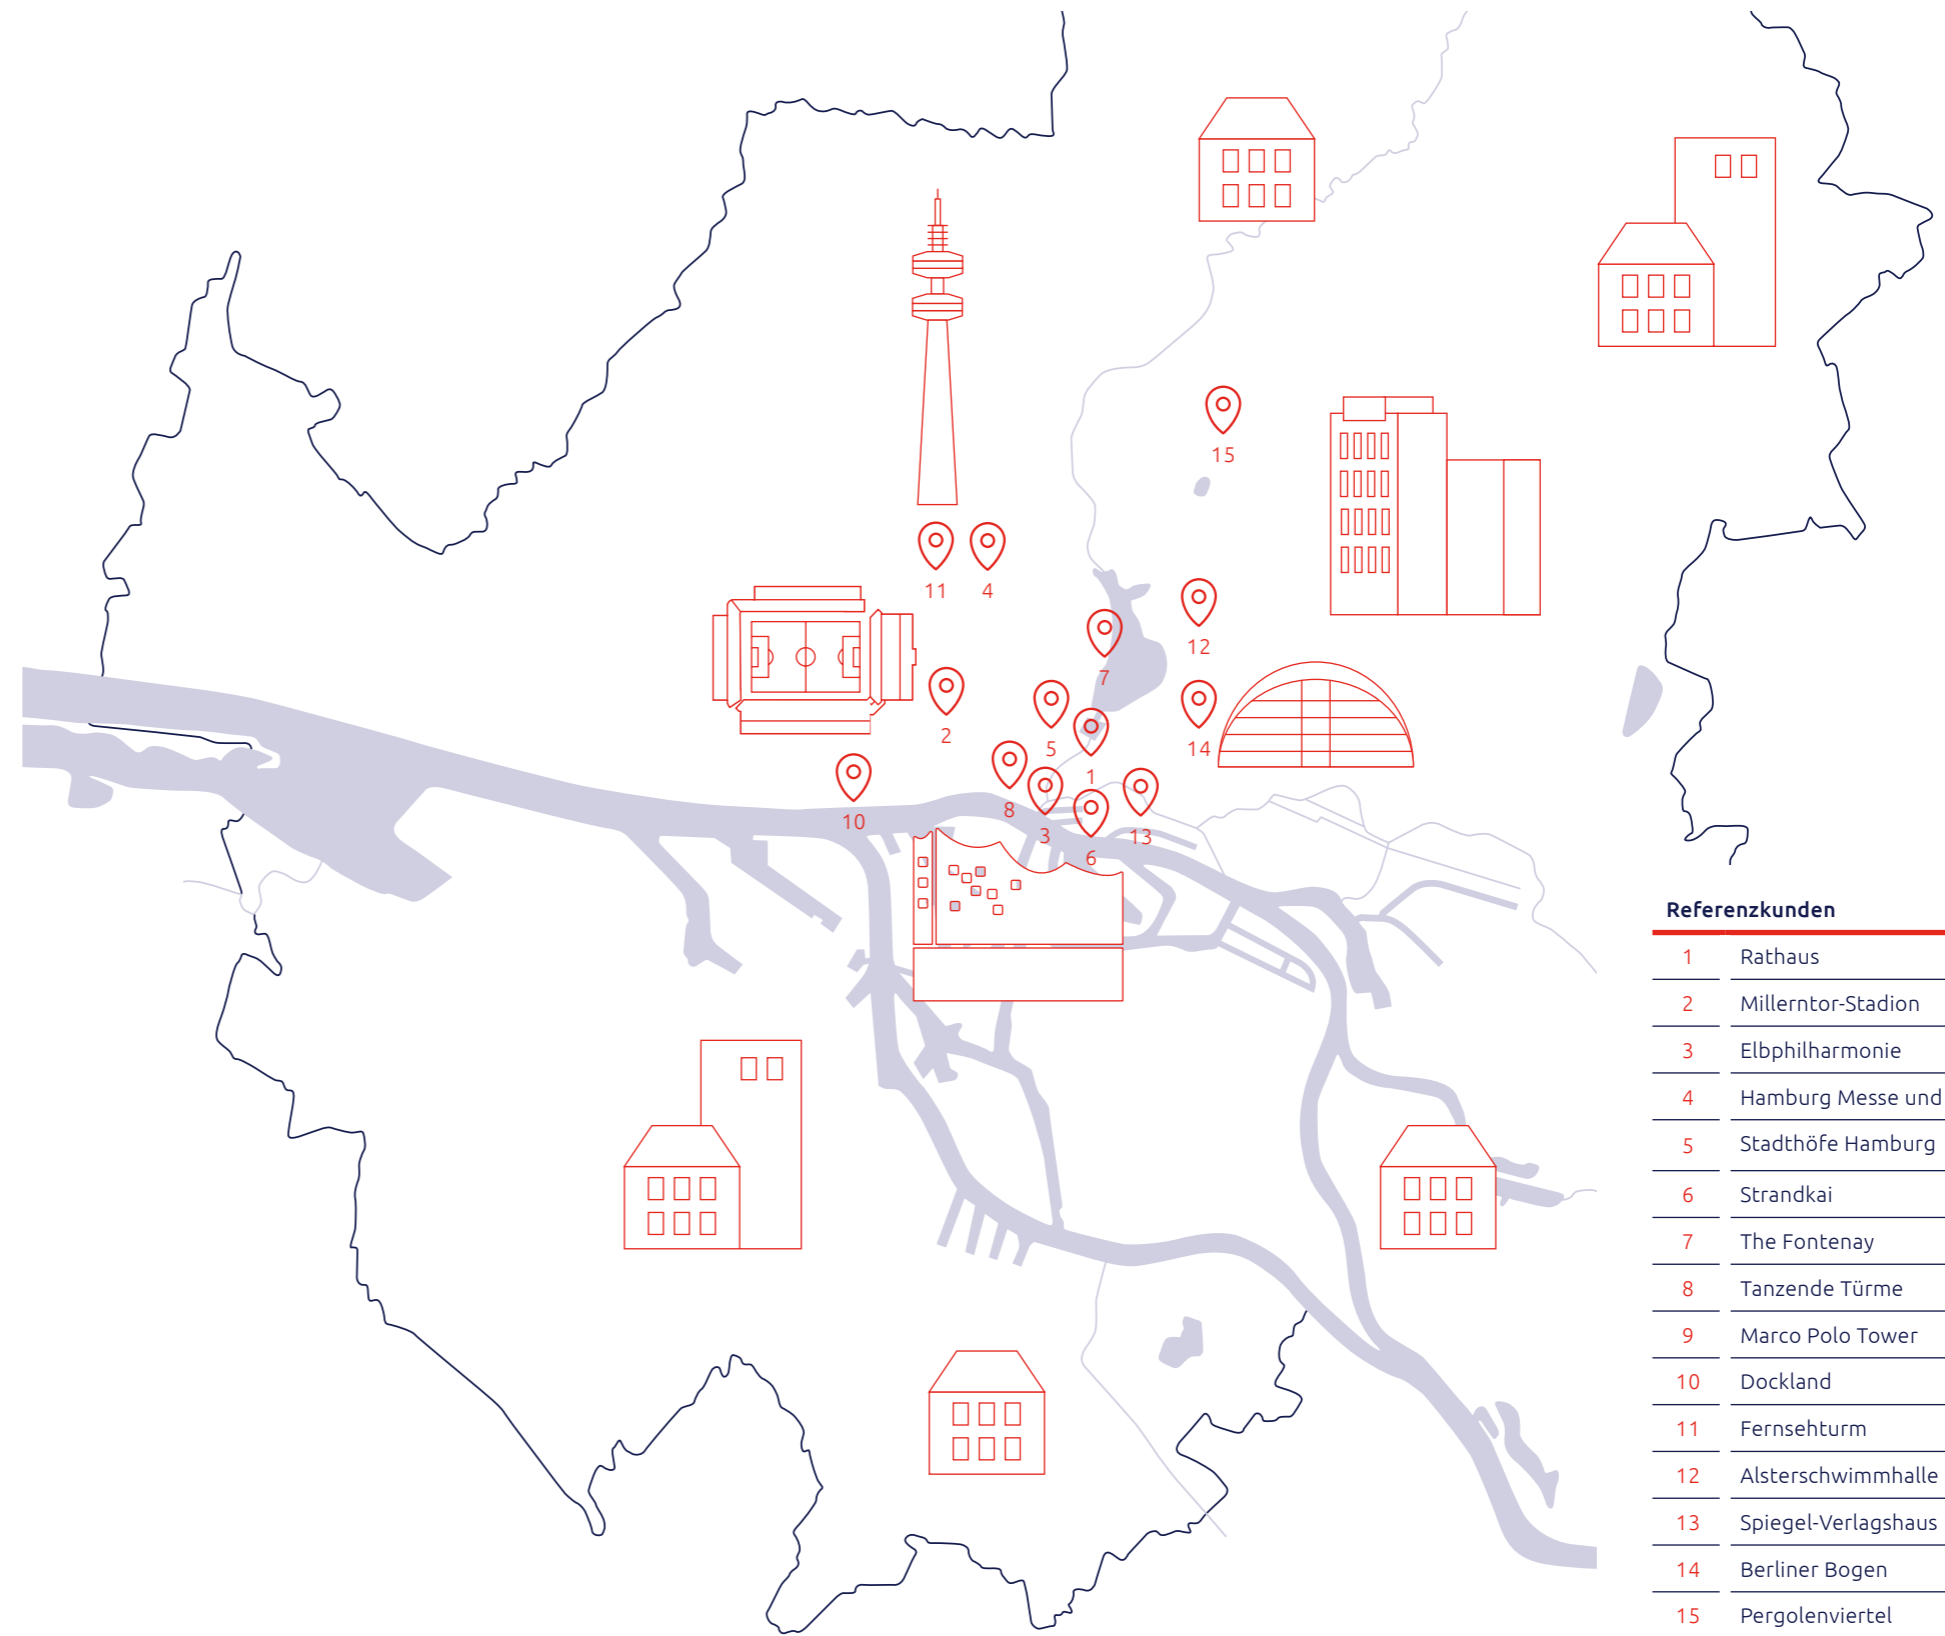 15
11
4
12
7
2
5
14
1
10
8
3
13
6
Referenzkunden
1 Rathaus
2 Millerntor-Stadion
3 Elbphilharmonie
4 Hamburg Messe und
5 Stadthöfe Hamburg
6 Strandkai
7 The Fontenay
8 Tanzende Türme
9 Marco Polo Tower
10 Dockland
11 Fernsehturm
12 Alsterschwimmhalle
13 Spiegel-Verlagshaus
14 Berliner Bogen
15 Pergolenviertel